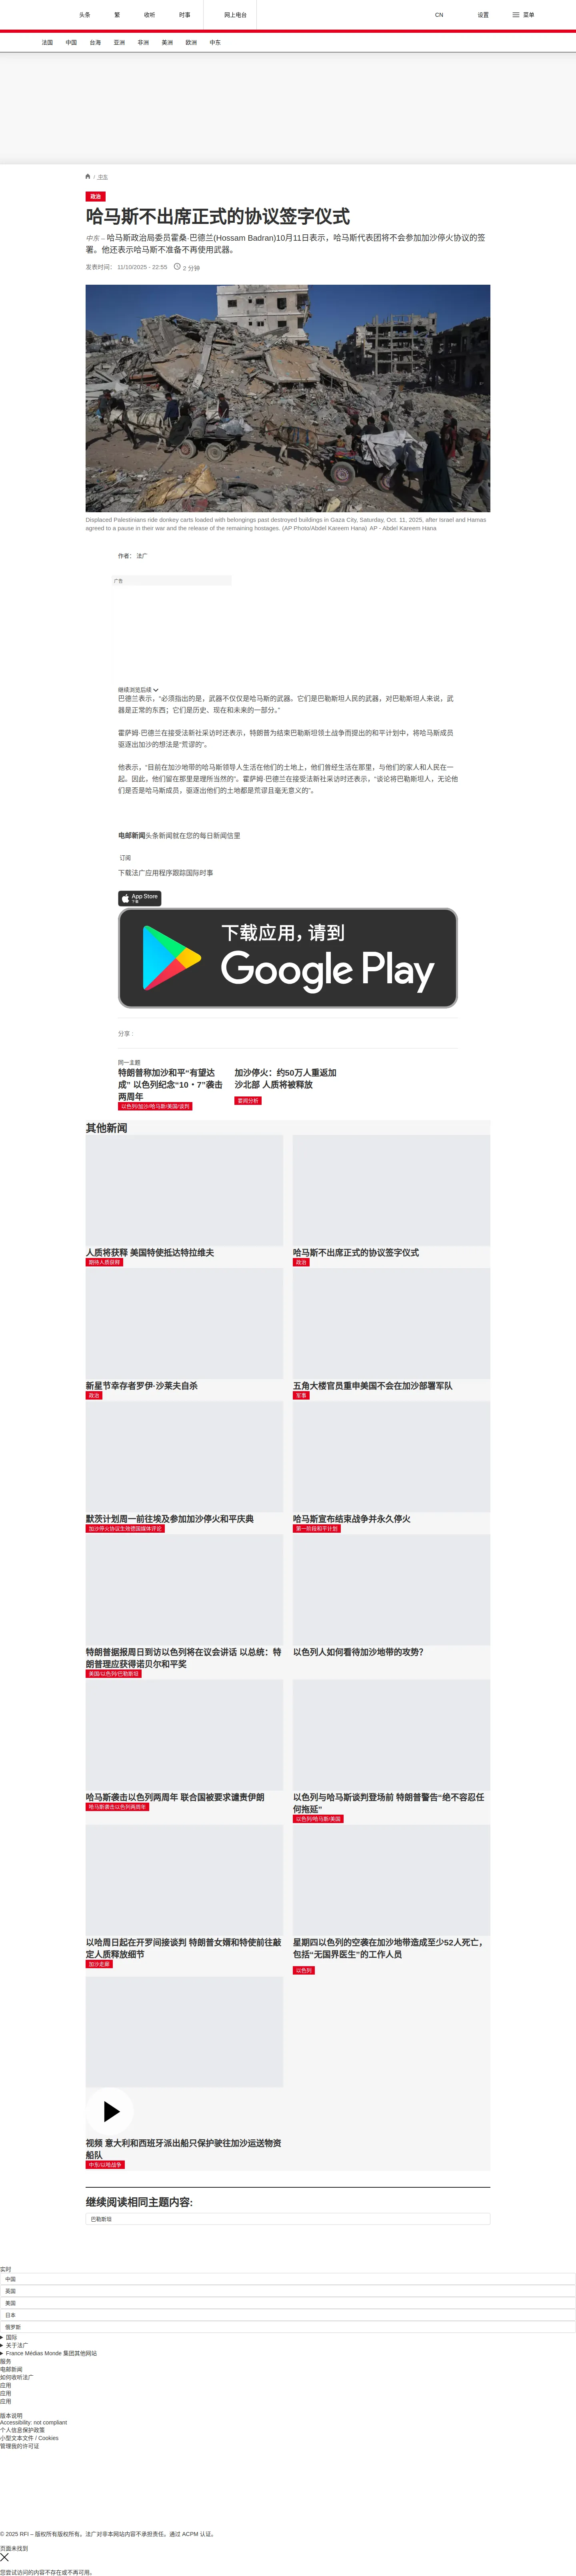 头条
繁
收听
时事
网上电台
CN
设置
菜单
法国
中国
台海
亚洲
非洲
美洲
欧洲
中东
/ 中东
政治
哈马斯不出席正式的协议签字仪式
中东 – 哈马斯政治局委员霍桑·巴德兰(Hossam Badran)10月11日表示，哈马斯代表团将不会参加加沙停火协议的签
署。他还表示哈马斯不准备不再使用武器。
发表时间： 11/10/2025 - 22:55
2 分钟
Displaced Palestinians ride donkey carts loaded with belongings past destroyed buildings in Gaza City, Saturday, Oct. 11, 2025, after Israel and Hamas
agreed to a pause in their war and the release of the remaining hostages. (AP Photo/Abdel Kareem Hana) AP - Abdel Kareem Hana
作者： 法广
广告
继续浏览后续
巴德兰表示，“必须指出的是，武器不仅仅是哈马斯的武器。它们是巴勒斯坦人民的武器，对巴勒斯坦人来说，武
器是正常的东西；它们是历史、现在和未来的一部分。”
霍萨姆·巴德兰在接受法新社采访时还表示，特朗普为结束巴勒斯坦领土战争而提出的和平计划中，将哈马斯成员
驱逐出加沙的想法是“荒谬的”。
他表示，“目前在加沙地带的哈马斯领导人生活在他们的土地上，他们曾经生活在那里，与他们的家人和人民在一
起。因此，他们留在那里是理所当然的”。霍萨姆·巴德兰在接受法新社采访时还表示，“谈论将巴勒斯坦人，无论他
们是否是哈马斯成员，驱逐出他们的土地都是荒谬且毫无意义的”。
电邮新闻头条新闻就在您的每日新闻信里
订阅
下载法广应用程序跟踪国际时事
App Store
下载
下载应用，请到
Google Play
分享 :
同一主题
特朗普称加沙和平“有望达
成” 以色列纪念“10・7”袭击
两周年
以色列/加沙/哈马斯/美国/谈判
加沙停火：约50万人重返加
沙北部 人质将被释放
要闻分析
其他新闻
人质将获释 美国特使抵达特拉维夫
期待人质获释
哈马斯不出席正式的协议签字仪式
政治
新星节幸存者罗伊·沙莱夫自杀
政治
五角大楼官员重申美国不会在加沙部署军队
军事
默茨计划周一前往埃及参加加沙停火和平庆典
加沙停火协议生效德国媒体评论
哈马斯宣布结束战争并永久停火
第一阶段和平计划
特朗普据报周日到访以色列将在议会讲话 以总统：特
朗普理应获得诺贝尔和平奖
美国/以色列/巴勒斯坦
以色列人如何看待加沙地带的攻势?
哈马斯袭击以色列两周年 联合国被要求谴责伊朗
哈马斯袭击以色列两周年
以色列与哈马斯谈判登场前 特朗普警告“绝不容忍任
何拖延”
以色列/哈马斯/美国
以哈周日起在开罗间接谈判 特朗普女婿和特使前往敲
定人质释放细节
加沙走廊
星期四以色列的空袭在加沙地带造成至少52人死亡，
包括“无国界医生”的工作人员
以色列
视频 意大利和西班牙派出船只保护驶往加沙运送物资
船队
中东/以哈战争
继续阅读相同主题内容:
巴勒斯坦
实时
中国
英国
美国
日本
俄罗斯
国际
关于法广
France Médias Monde 集团其他网站
服务
电邮新闻
如何收听法广
应用
应用
应用
版本说明
Accessibility: not compliant
个人信息保护政策
小型文本文件 / Cookies
管理我的许可证
© 2025 RFI – 版权所有版权所有。法广对非本网站内容不承担责任。通过 ACPM 认证。
页面未找到
您尝试访问的内容不存在或不再可用。